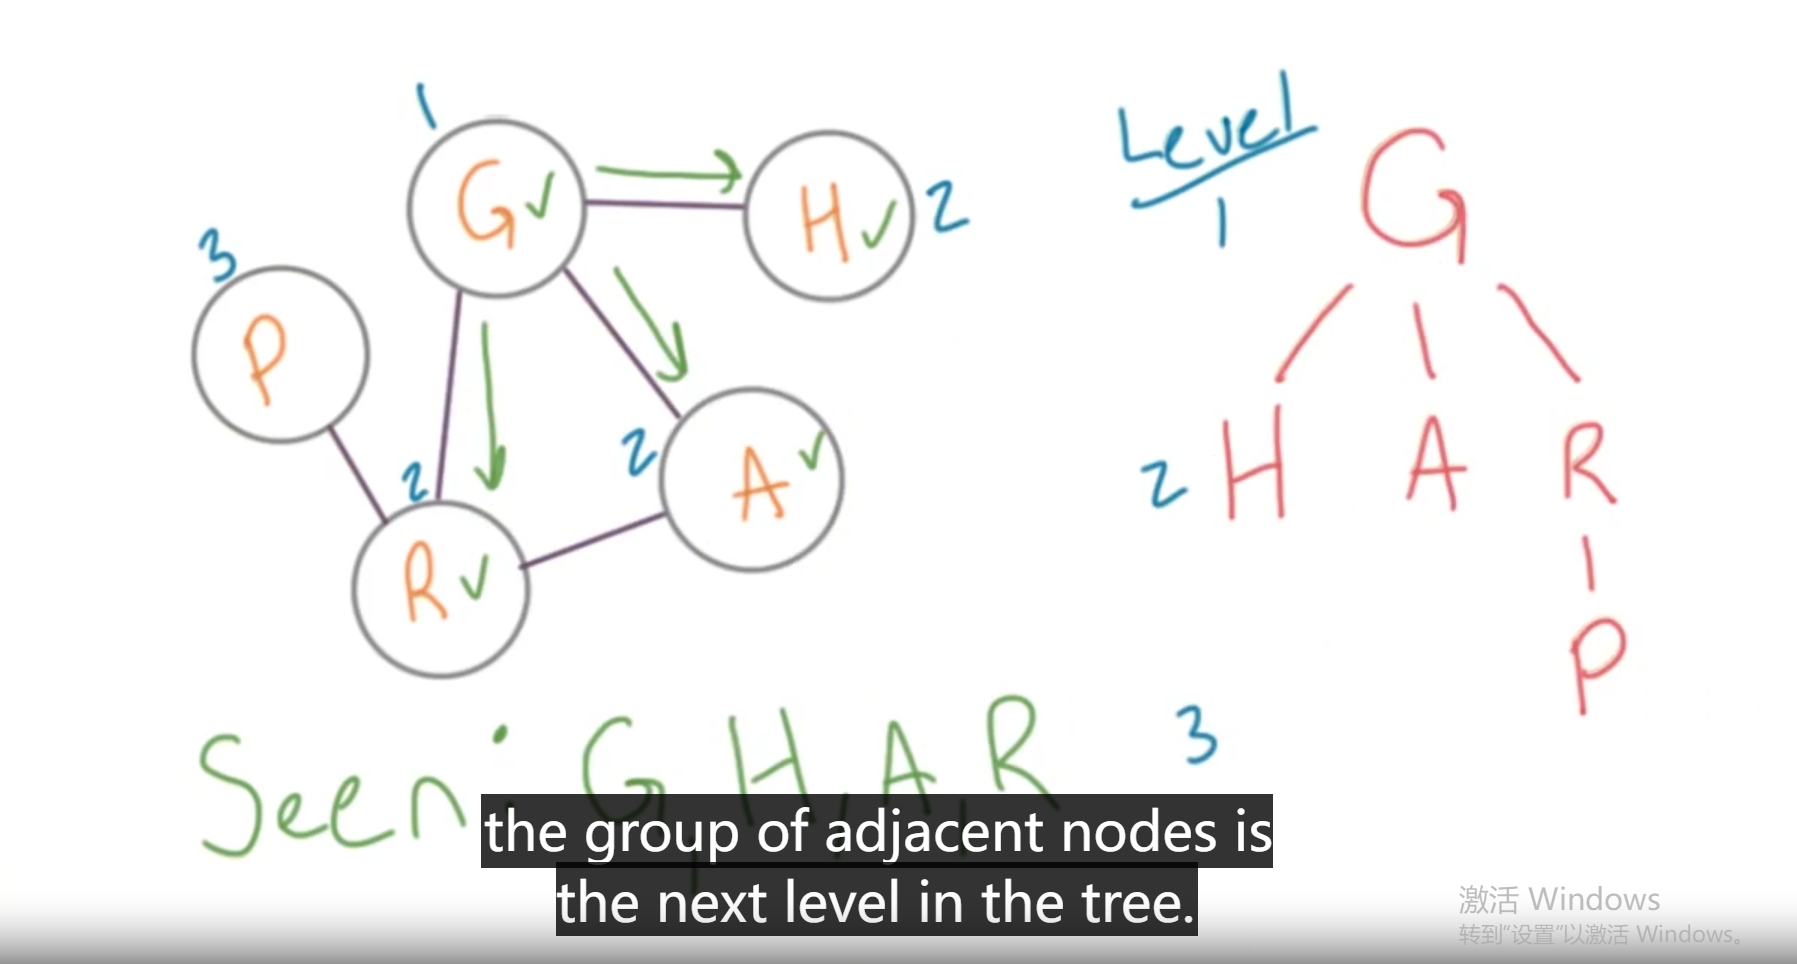 1
G
H
2
Level
1
G
3
P
2
2
A
R
2
H A R
P
Seen: G, H, A, R
3
the group of adjacent nodes is
the next level in the tree.
激活 Windows
转到“设置”以激活 Windows。